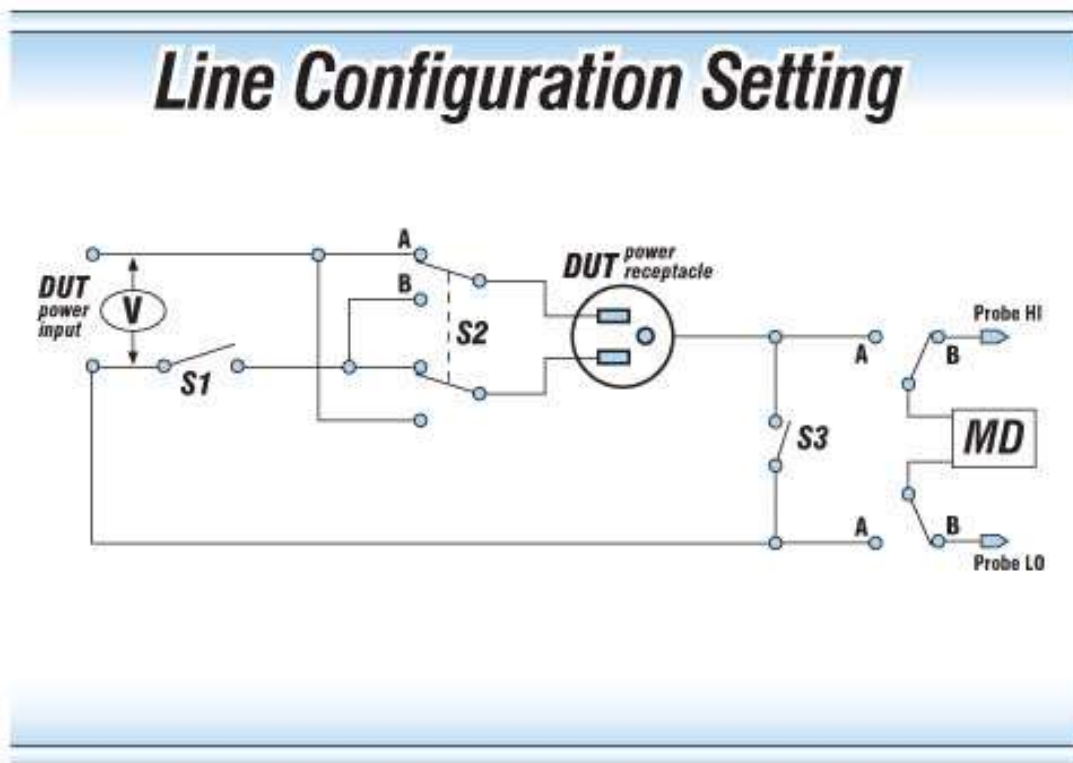 Line Configuration Setting
DUT
power
input
V
S1
A
B
S2
DUT power
receptacle
S3
A
A
B
B
Probe HI
MD
Probe LO